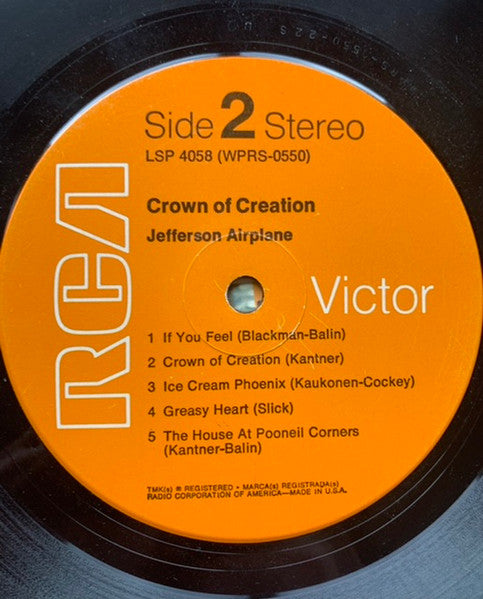 Side 2 Stereo
LSP 4058 (WPRS-0550)
Crown of Creation
Jefferson Airplane
RCA
Victor
1 If You Feel (Blackman-Balin)
2 Crown of Creation (Kantner)
3 Ice Cream Phoenix (Kaukonen-Cockey)
4 Greasy Heart (Slick)
5 The House At Pooneil Corners
(Kantner-Balin)
TMK(s) ® REGISTERED • MARCA(s) REGISTRADA(s)
RADIO CORPORATION OF AMERICA—MADE IN U.S.A.